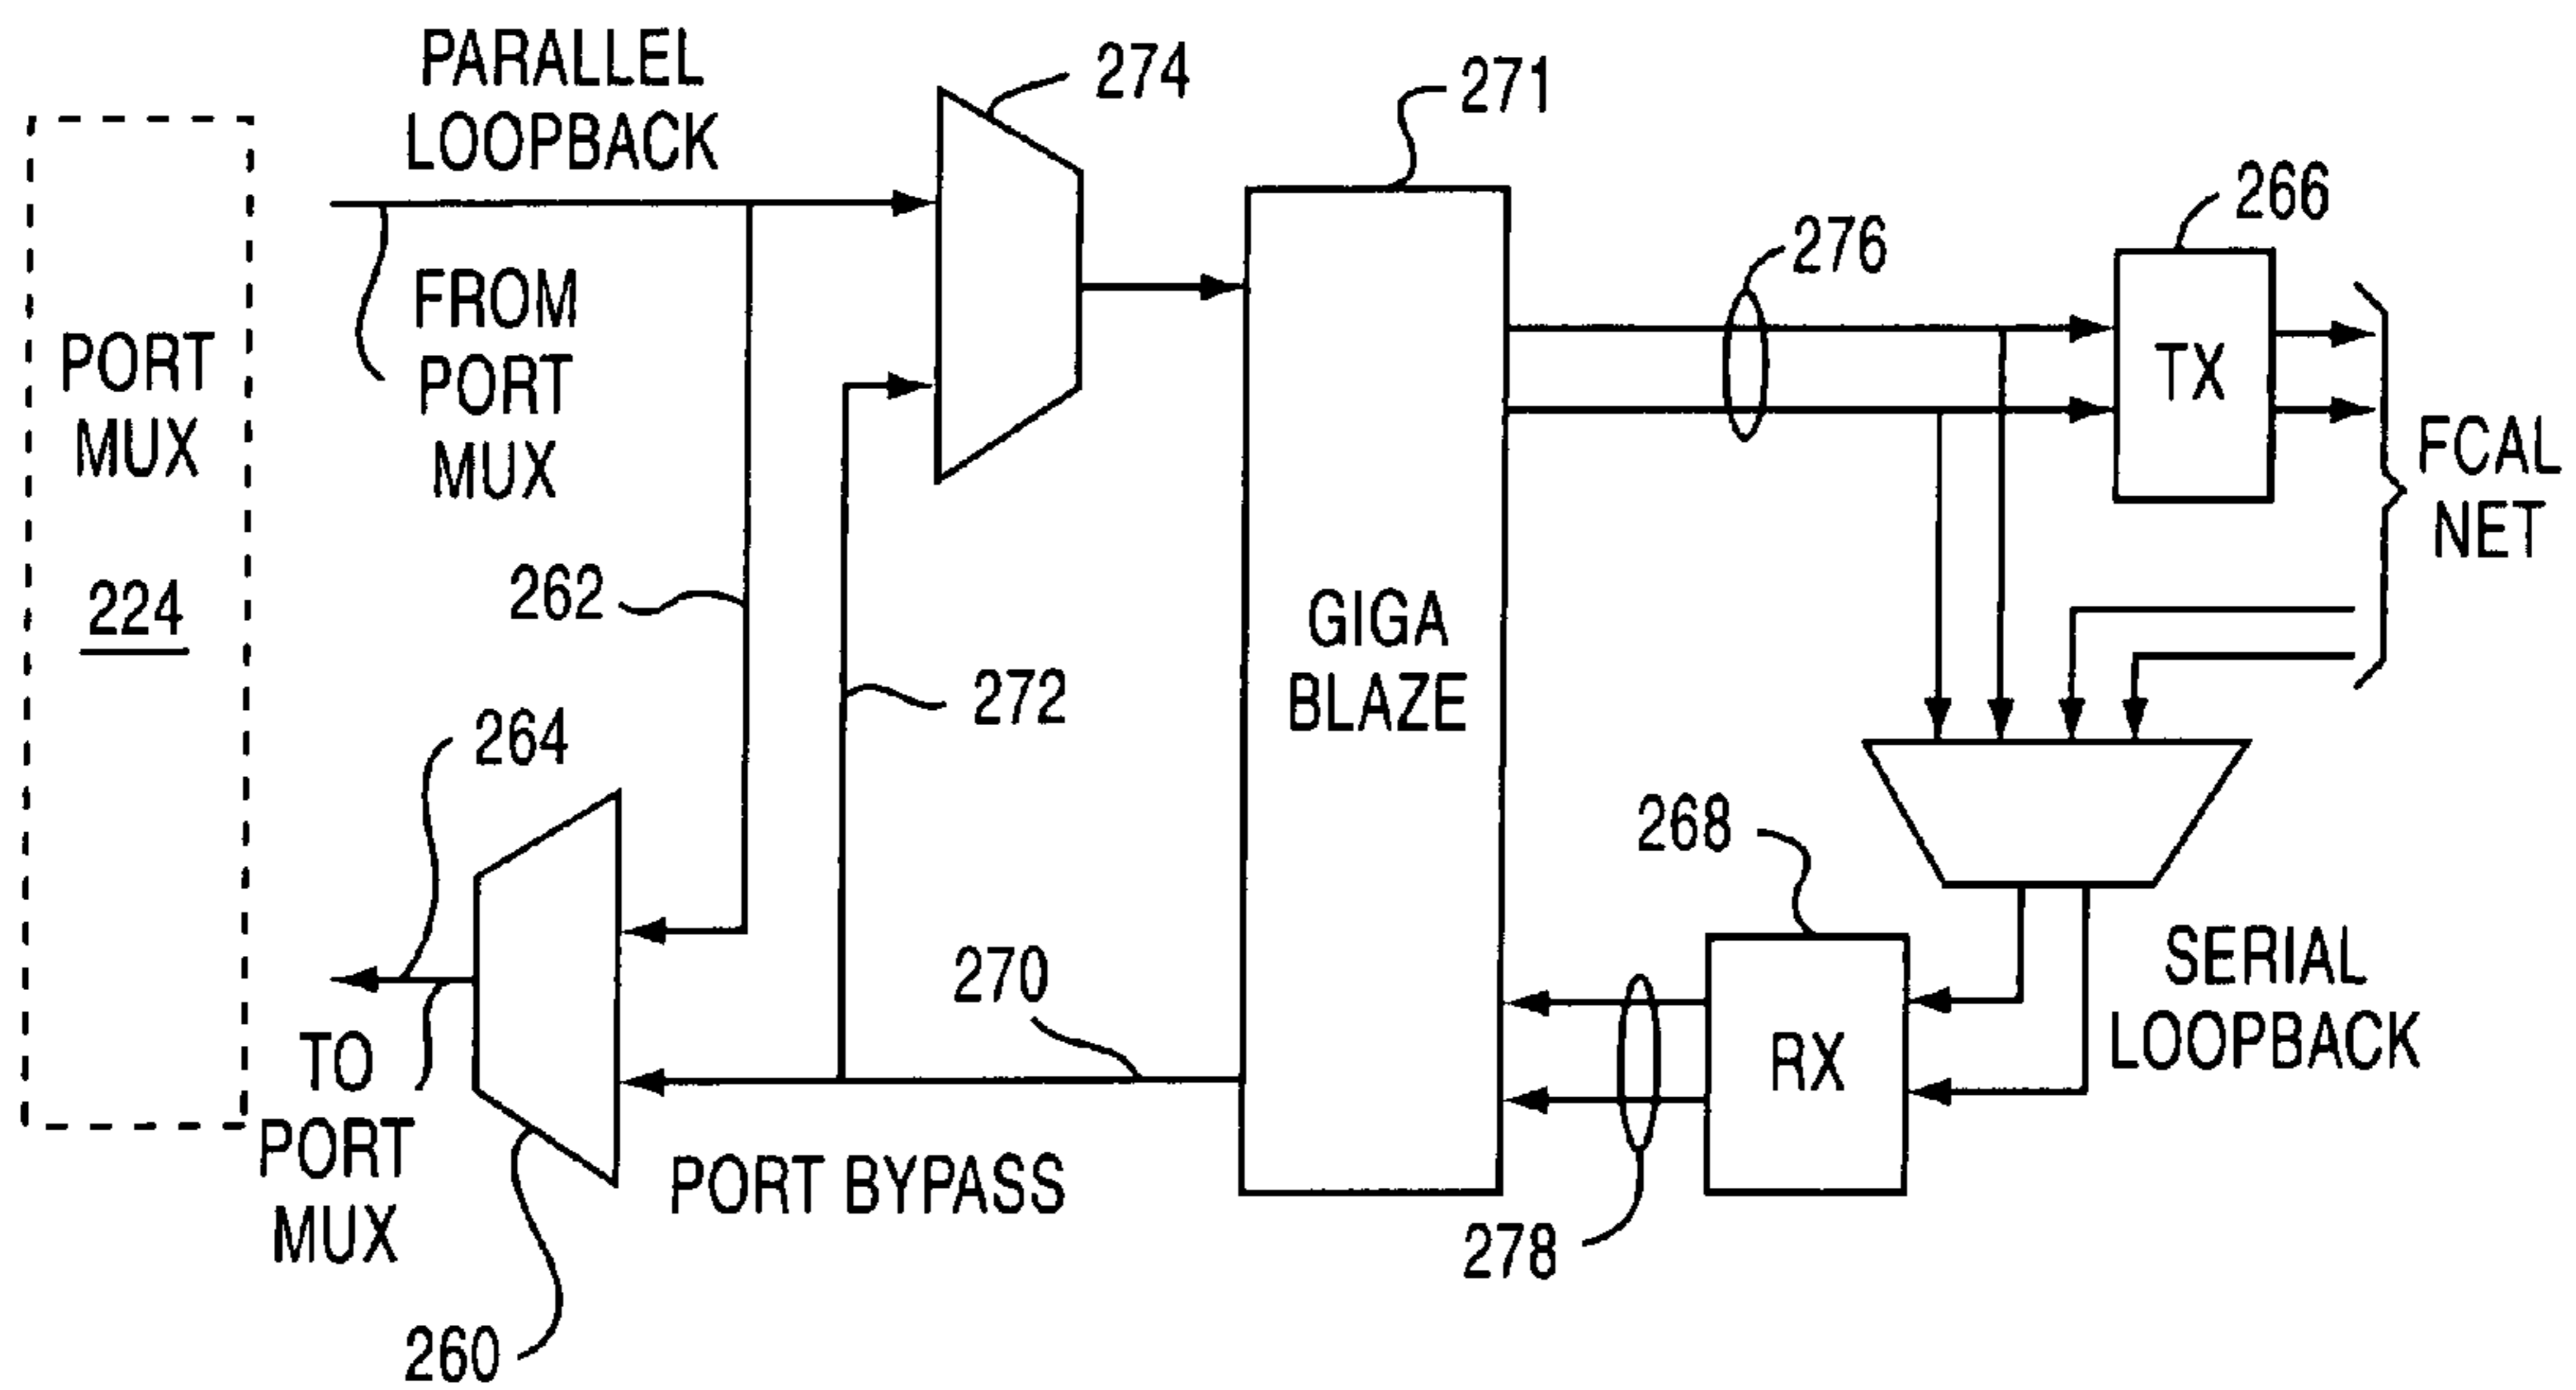 PARALLEL
LOOPBACK
274
271
266
276
FROM
PORT
MUX
PORT
MUX
224
TX
FCAL
NET
262
GIGA
BLAZE
272
264
268
270
SERIAL
LOOPBACK
RX
TO
PORT
MUX
PORT BYPASS
278
260